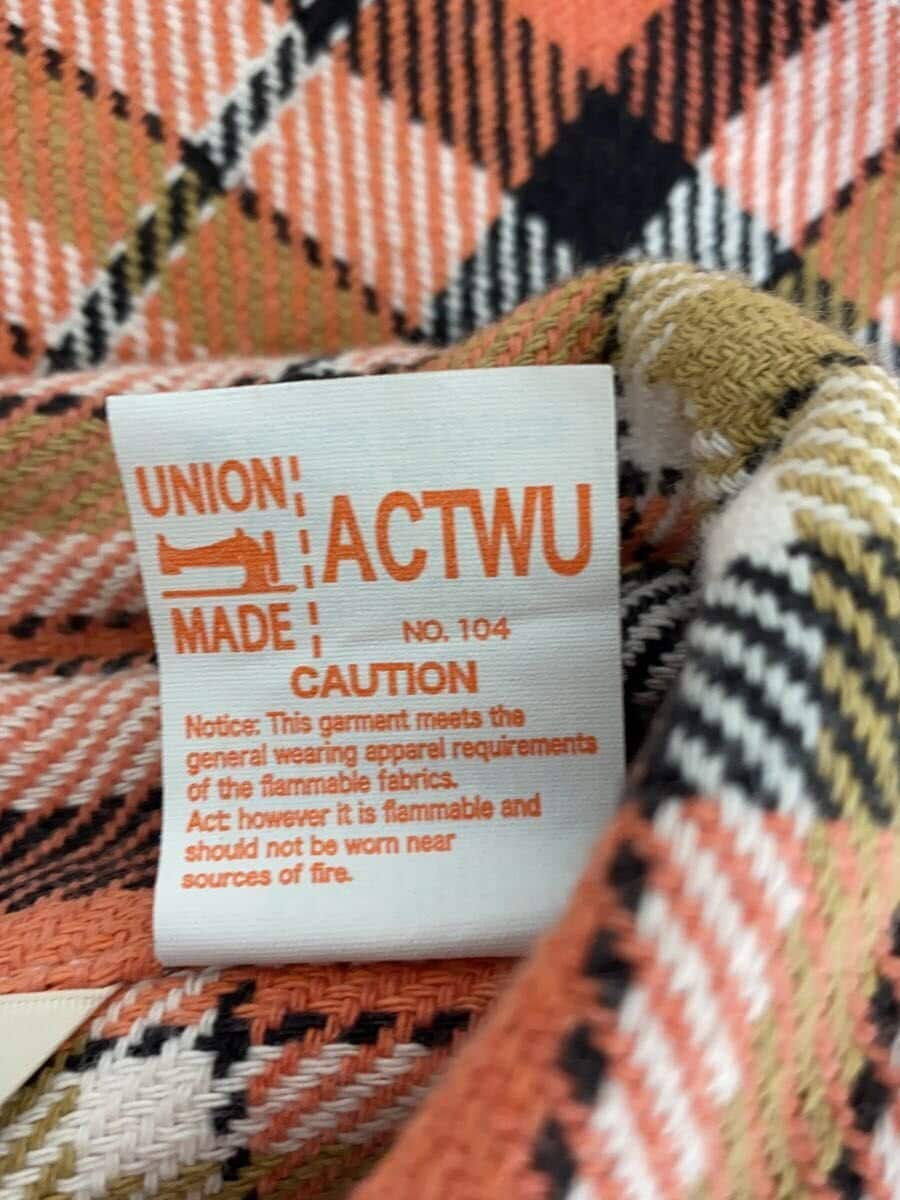 UNION
MADE
ACTWU
NO. 104
CAUTION
Notice: This garment meets the
general wearing apparel requirements
of the flammable fabrics.
Act: however it is flammable and
should not be worn near
sources of fire.